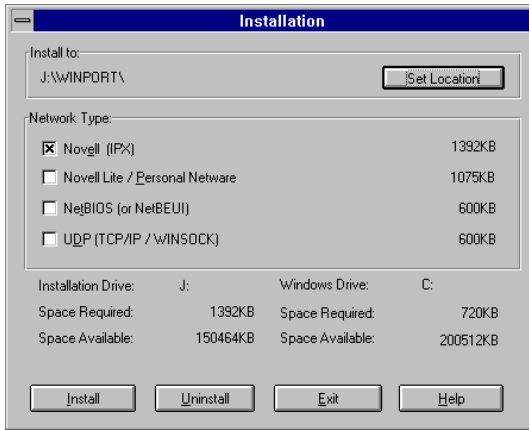 Installation
Install to:
J:\WINPORT\ Set Location
Network Type:
Novell (IPX) 1392KB
Novell Lite / Personal Netware 1075KB
NetBIOS (or NetBEUI) 600KB
UDP (TCP/IP / WINSOCK) 600KB
Installation Drive: J: Windows Drive: C:
Space Required: 1392KB Space Required: 720KB
Space Available: 150464KB Space Available: 200512KB
Install Uninstall Exit Help